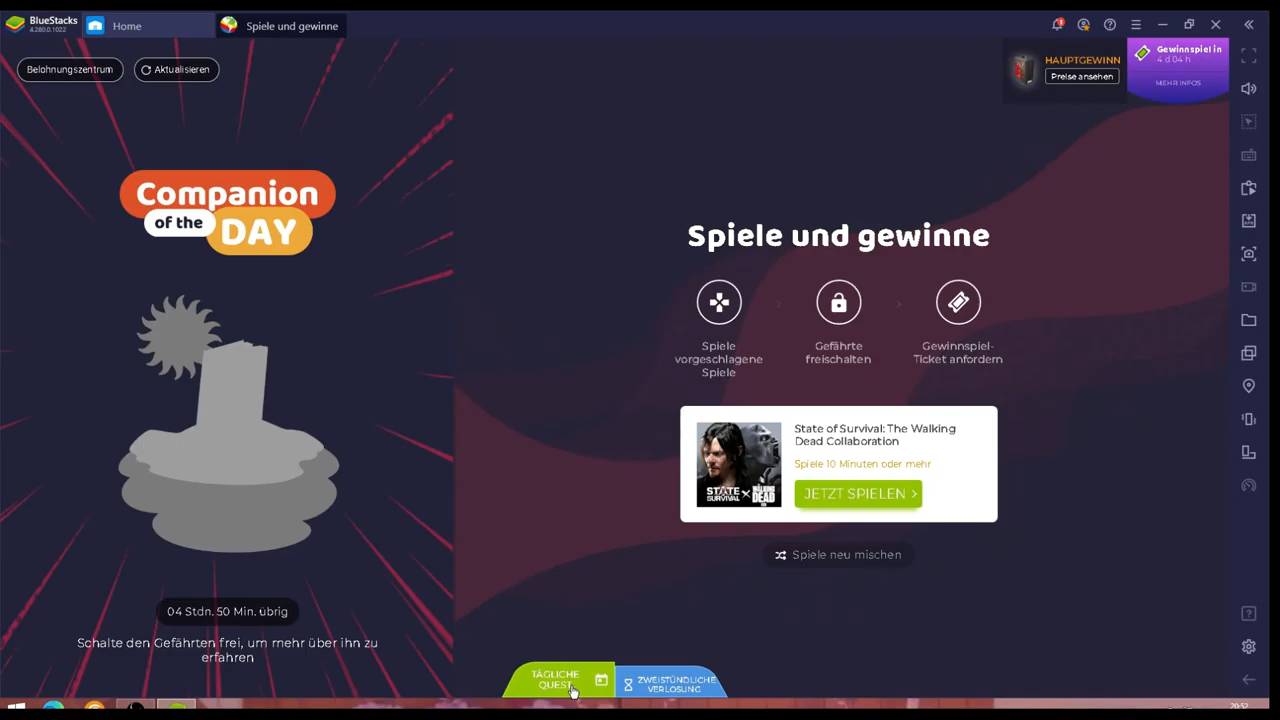 BlueStacks
4.280.0.1022
Home
Spiele und gewinne
Belohnungszentrum
Aktualisieren
HAUPTGEWINN
Preise ansehen
Gewinnspiel in
4 d 04 h
MEHR INFOS
Companion
of the
DAY
Spiele und gewinne
Spiele
vorgeschlagene
Spiele
Gefährte
freischalten
Gewinnspiel-
Ticket anfordern
STATE
SURVIVAL
WALKING
DEAD
State of Survival: The Walking
Dead Collaboration
Spiele 10 Minuten oder mehr
JETZT SPIELEN
Spiele neu mischen
04 Stdn. 50 Min. übrig
Schalte den Gefährten frei, um mehr über ihn zu
erfahren
TÄGLICHE
QUEST
ZWEISTÜNDLICHE
VERLOSUNG
20:52